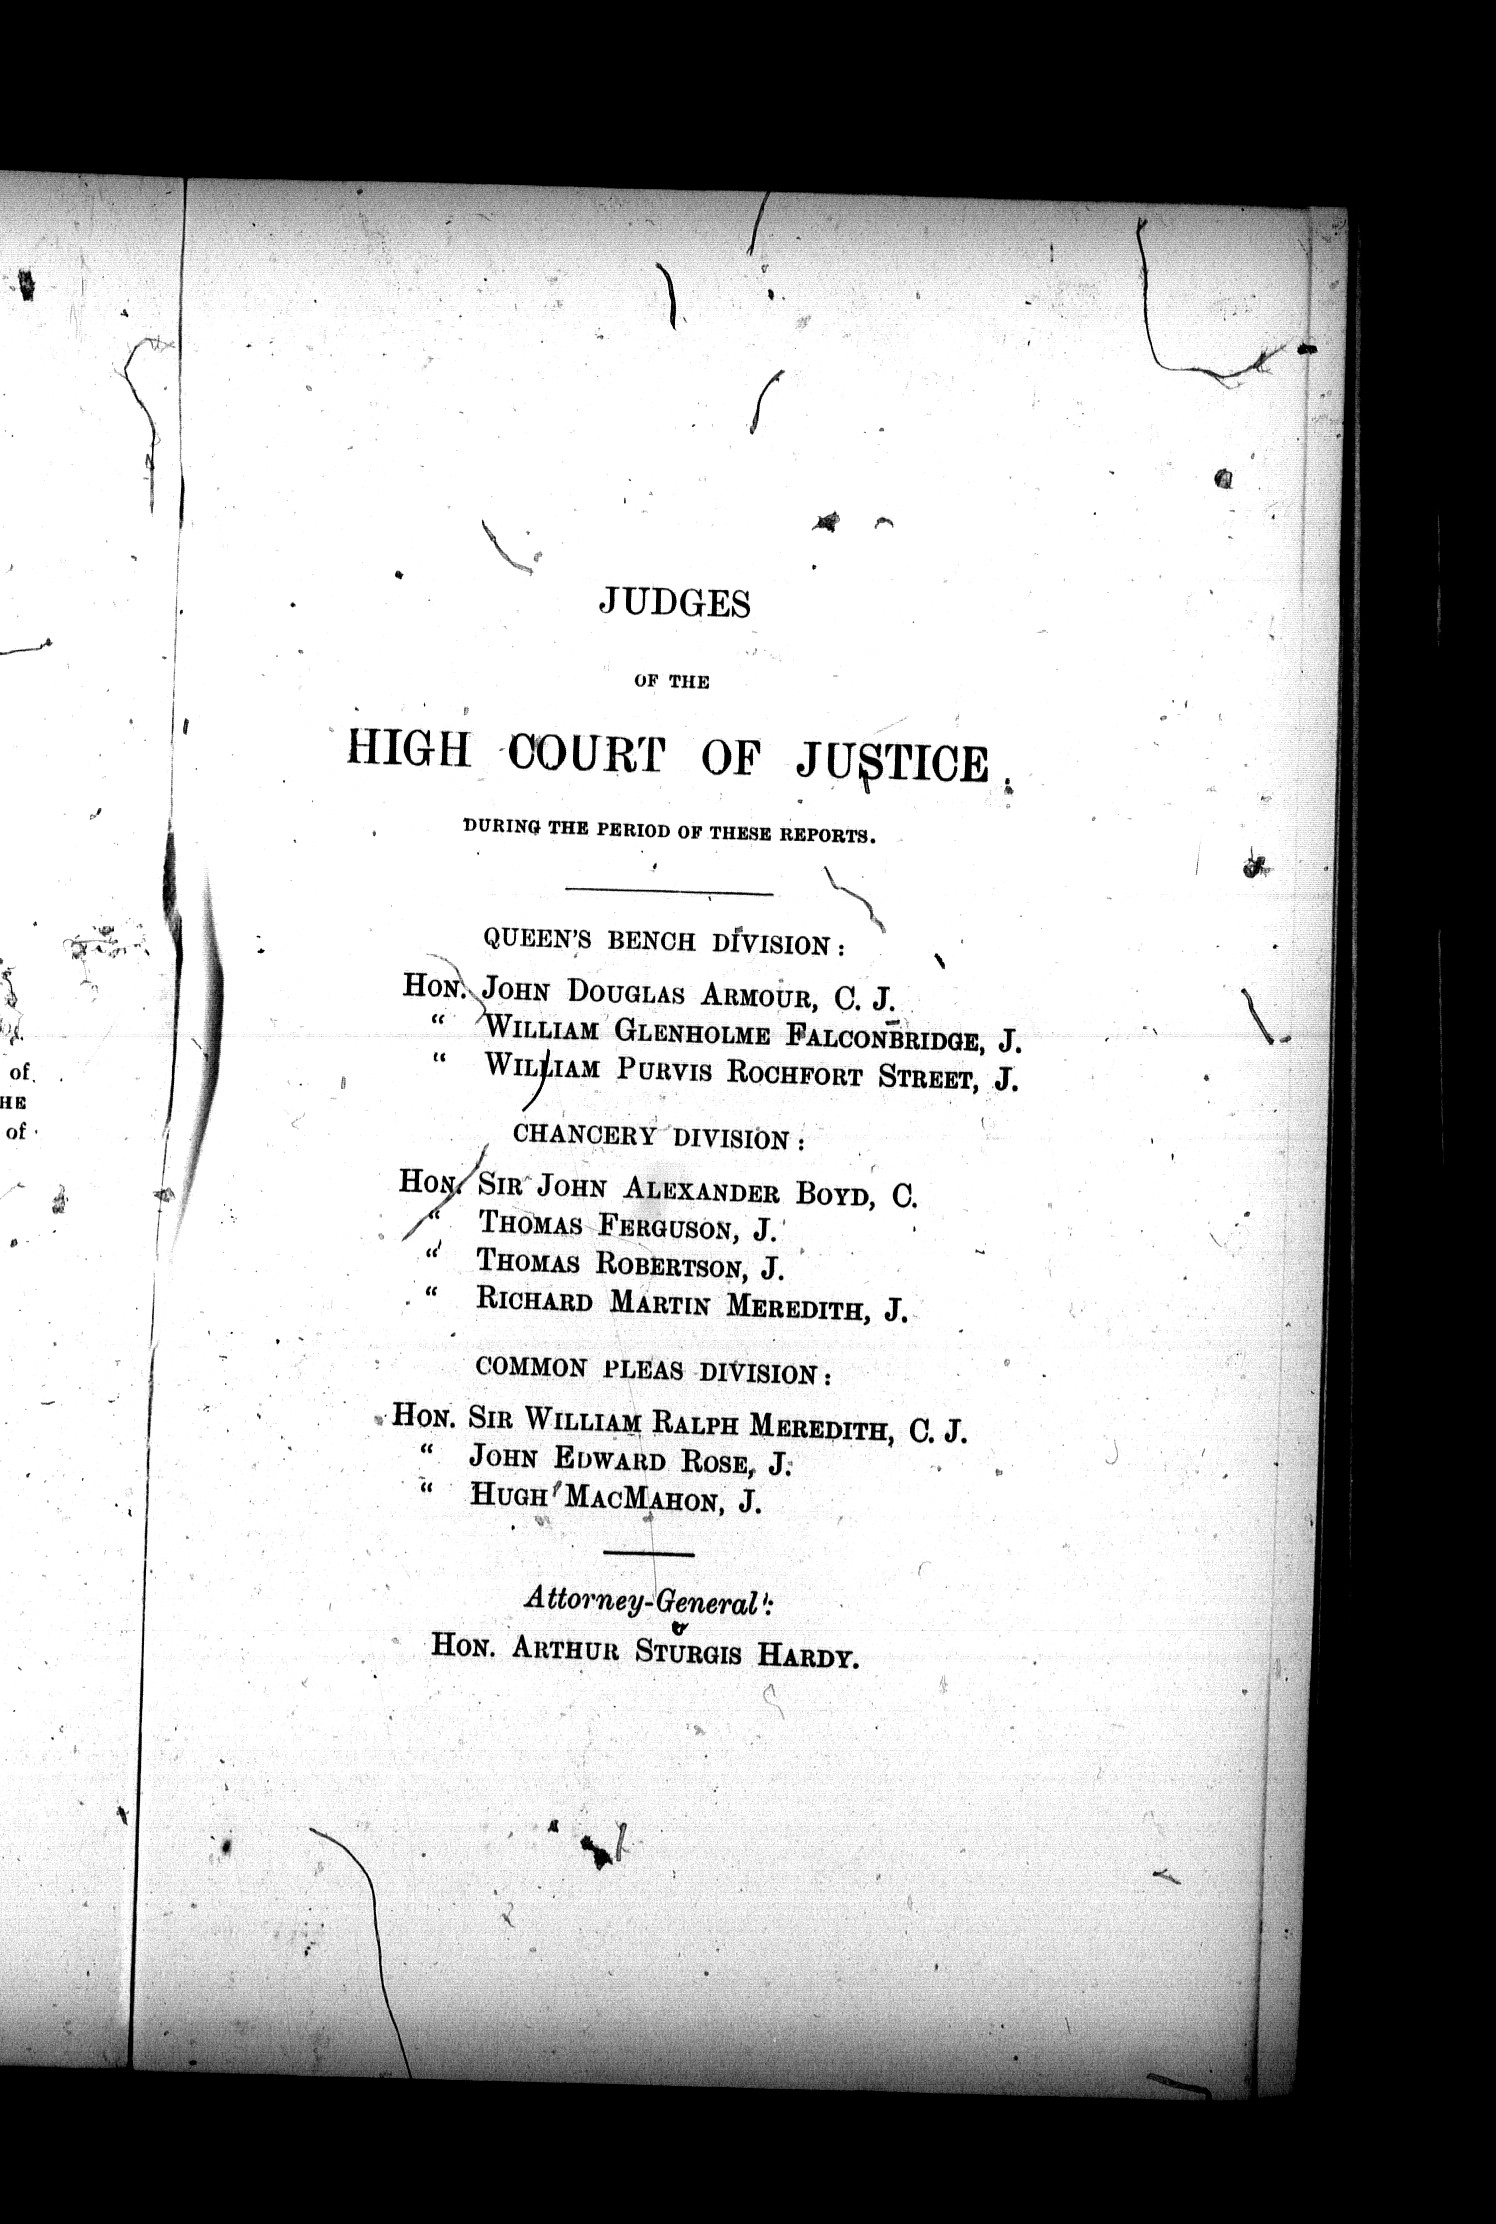 of
HE
of
JUDGES
OF THE
HIGH COURT OF JUSTICE
DURING THE PERIOD OF THESE REPORTS.
QUEEN'S BENCH DIVISION:
HON. JOHN DOUGLAS ARMOUR, C. J.
" WILLIAM GLENHOLME FALCONBRIDGE, J.
" WILLIAM PURVIS ROCHFORT STREET, J.
CHANCERY DIVISION:
HON. SIR JOHN ALEXANDER BOYD, C.
" THOMAS FERGUSON, J.
" THOMAS ROBERTSON, J.
" RICHARD MARTIN MEREDITH, J.
COMMON PLEAS DIVISION:
HON. SIR WILLIAM RALPH MEREDITH, C. J.
" JOHN EDWARD ROSE, J.
" HUGH MACMAHON, J.
Attorney-General:
HON. ARTHUR STURGIS HARDY.